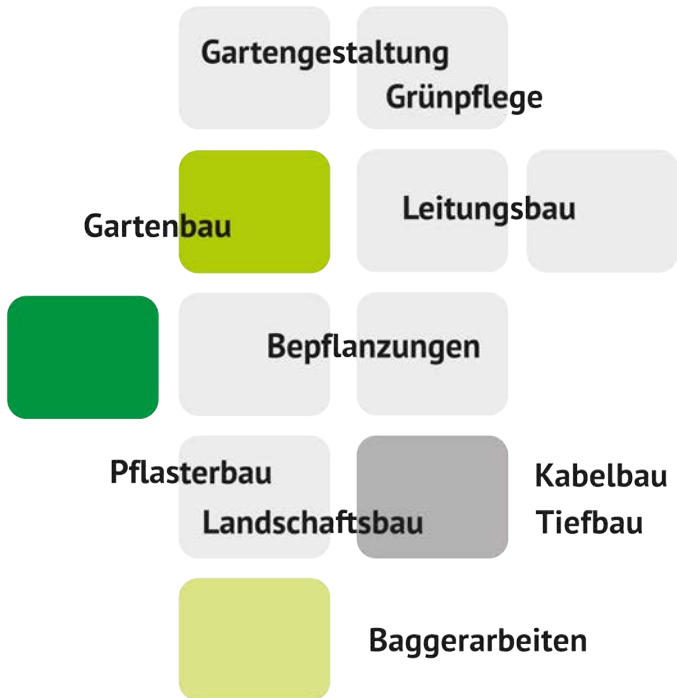 Gartengestaltung
Grünpflege
Leitungsbau
Gartenbau
Bepflanzungen
Pflasterbau
Kabelbau
Landschaftsbau
Tiefbau
Baggerarbeiten